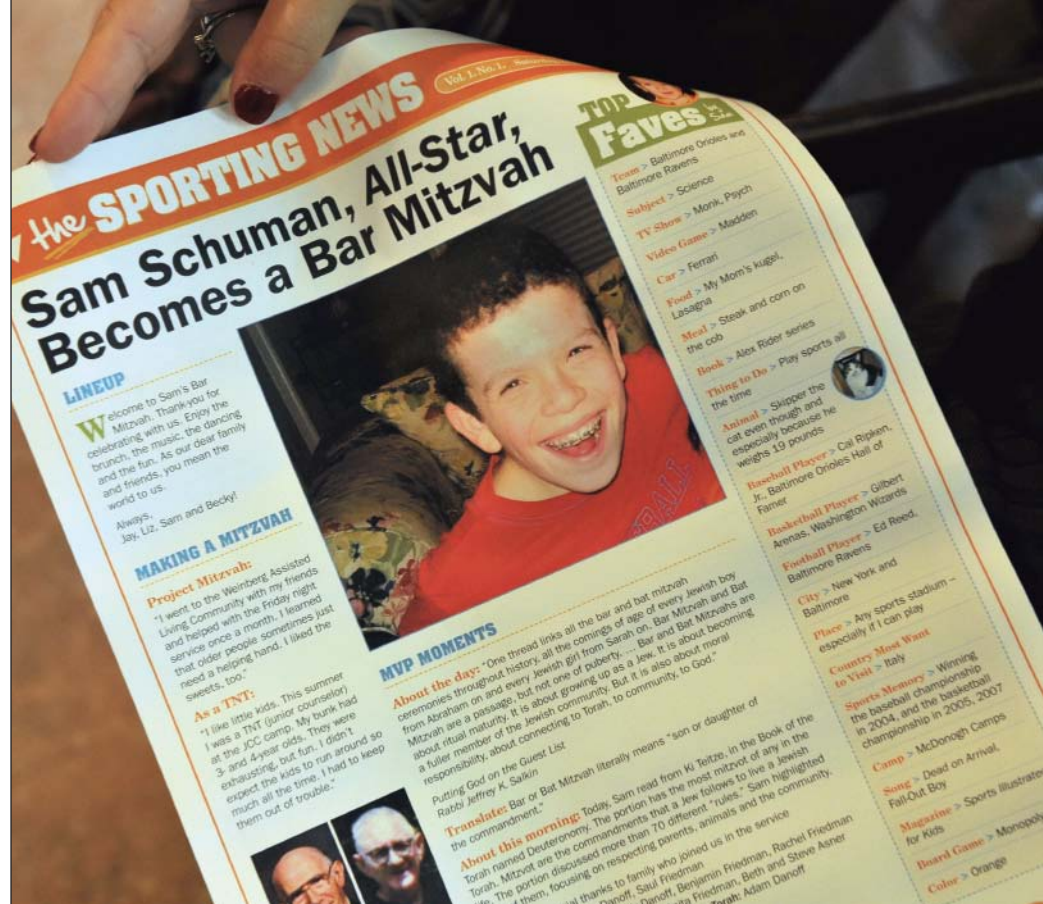 the SPORTING NEWS
Vol. 1. No. 1.
Sam Schuman, All-Star,
Becomes a Bar Mitzvah
LINEUP
Welcome to Sam's Bar
Mitzvah. Thank-you for
celebrating with us. Enjoy the
brunch, the music, the dancing
and the fun. As our dear family
and friends, you mean the
world to us.
Always,
Jay, Liz, Sam and Becky!
MAKING A MITZVAH
Project Mitzvah:
"I went to the Weinberg Assisted
Living Community with my friends
and helped with the Friday night
service once a month. I learned
that older people sometimes just
need a helping hand. I liked the
sweets, too."
As a TNT:
"I like little kids. This summer
I was a TNT (junior counselor)
at the JCC camp. My bunk had
3- and 4-year olds. They were
exhausting, but fun. I didn't
expect the kids to run around so
much all the time. I had to keep
them out of trouble."
BALL
MVP MOMENTS
About the day: "One thread links all the bar and bat mitzvah
ceremonies throughout history, all the comings of age of every Jewish boy
from Abraham on and every Jewish girl from Sarah on. Bar Mitzvah and Bat
Mitzvah are a passage, but not one of puberty. ... Bar and Bat Mitzvahs are
about ritual maturity. It is about growing up as a Jew. It is about becoming
a fuller member of the Jewish community. But it is also about moral
responsibility, about connecting to Torah, to community, to God."
Putting God on the Guest List
Rabbi Jeffrey K. Salkin
Translate: Bar or Bat Mitzvah literally means "son or daughter of
the commandment."
About this morning: Today, Sam read from Ki Teitze, in the Book of the
Torah named Deuteronomy. The portion has the most mitzvot of any in the
Torah. Mitzvot are the commandments that a Jew follows to live a Jewish
life. The portion discussed more than 70 different "rules." Sam highlighted
of them, focusing on respecting parents, animals and the community.
thanks to family who joined us in the service
Danoff, Saul Friedman
Danoff, Benjamin Friedman, Rachel Friedman
Friedman, Beth and Steve Asner
Torah: Adam Danoff
TOP
Faves by Sam
Team > Baltimore Orioles and
Baltimore Ravens
Subject > Science
TV Show > Monk, Psych
Video Game > Madden
Car > Ferrari
Food > My Mom's kugel,
Lasagna
Meal > Steak and corn on
the cob
Book > Alex Rider series
Thing to Do > Play sports all
the time
Animal > Skipper the
cat even though and
especially because he
weighs 19 pounds
Baseball Player > Cal Ripken,
Jr., Baltimore Orioles Hall of
Famer
Basketball Player > Gilbert
Arenas, Washington Wizards
Football Player > Ed Reed,
Baltimore Ravens
City > New York and
Baltimore
Place > Any sports stadium –
especially if I can play
Country Most Want
to Visit > Italy
Sports Memory > Winning
the baseball championship
in 2004, and the basketball
championship in 2005, 2007
Camp > McDonogh Camps
Song > Dead on Arrival,
Fall-Out Boy
Magazine > Sports Illustrated
for Kids
Board Game > Monopoly
Color > Orange